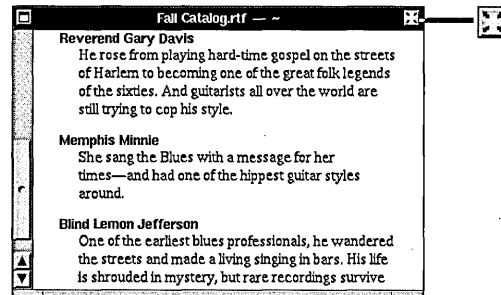 Fall Catalog.rtf — ~
Reverend Gary Davis
He rose from playing hard-time gospel on the streets
of Harlem to becoming one of the great folk legends
of the sixties. And guitarists all over the world are
still trying to cop his style.
Memphis Minnie
She sang the Blues with a message for her
times—and had one of the hippest guitar styles
around.
Blind Lemon Jefferson
One of the earliest blues professionals, he wandered
the streets and made a living singing in bars. His life
is shrouded in mystery, but rare recordings survive